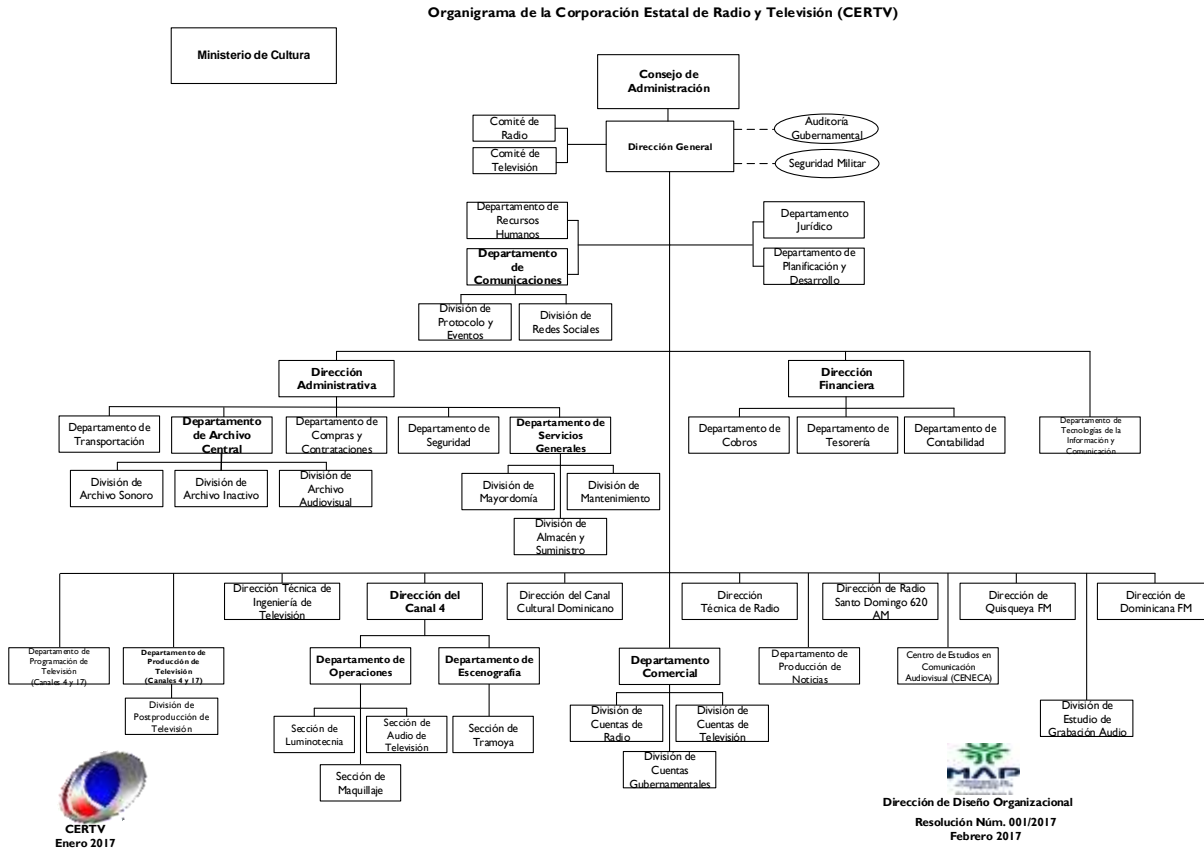 Organigrama de la Corporación Estatal de Radio y Televisión (CERTV)
Ministerio de Cultura
Consejo de
Administración
Comité de
Radio
Comité de
Televisión
Dirección General
Auditoría
Gubernamental
Seguridad Militar
Departamento de
Recursos
Humanos
Departamento
de
Comunicaciones
Departamento
Jurídico
Departamento de
Planificación y
Desarrollo
División de
Protocolo y
Eventos
División de
Redes Sociales
Dirección
Administrativa
Dirección
Financiera
Departamento de
Transportación
Departamento
de Archivo
Central
Departamento de
Compras y
Contrataciones
Departamento de
Seguridad
Departamento de
Servicios
Generales
Departamento de
Cobros
Departamento de
Tesorería
Departamento de
Contabilidad
Departamento de
Tecnologías de la
Información y
Comunicación
División de
Archivo Sonoro
División de
Archivo Inactivo
División de
Archivo
Audiovisual
División de
Mayordomía
División de
Mantenimiento
División de
Almacén y
Suministro
Dirección Técnica de
Ingeniería de
Televisión
Dirección del
Canal 4
Dirección del Canal
Cultural Dominicano
Dirección
Técnica de Radio
Dirección de Radio
Santo Domingo 620
AM
Dirección de
Quisqueya FM
Dirección de
Dominicana FM
Departamento de
Programación de
Televisión
(Canales 4 y 17)
Departamento de
Producción de
Televisión
(Canales 4 y 17)
Departamento de
Operaciones
Departamento de
Escenografía
Departamento
Comercial
Departamento de
Producción de
Noticias
Centro de Estudios en
Comunicación
Audiovisual (CENECA)
División de
Postproducción de
Televisión
Sección de
Luminotecnia
Sección de
Audio de
Televisión
Sección de
Tramoya
División de
Cuentas de
Radio
División de
Cuentas de
Televisión
División de
Estudio de
Grabación Audio
Sección de
Maquillaje
División de
Cuentas
Gubernamentales
CERTV
Enero 2017
MAP
Dirección de Diseño Organizacional
Resolución Núm. 001/2017
Febrero 2017